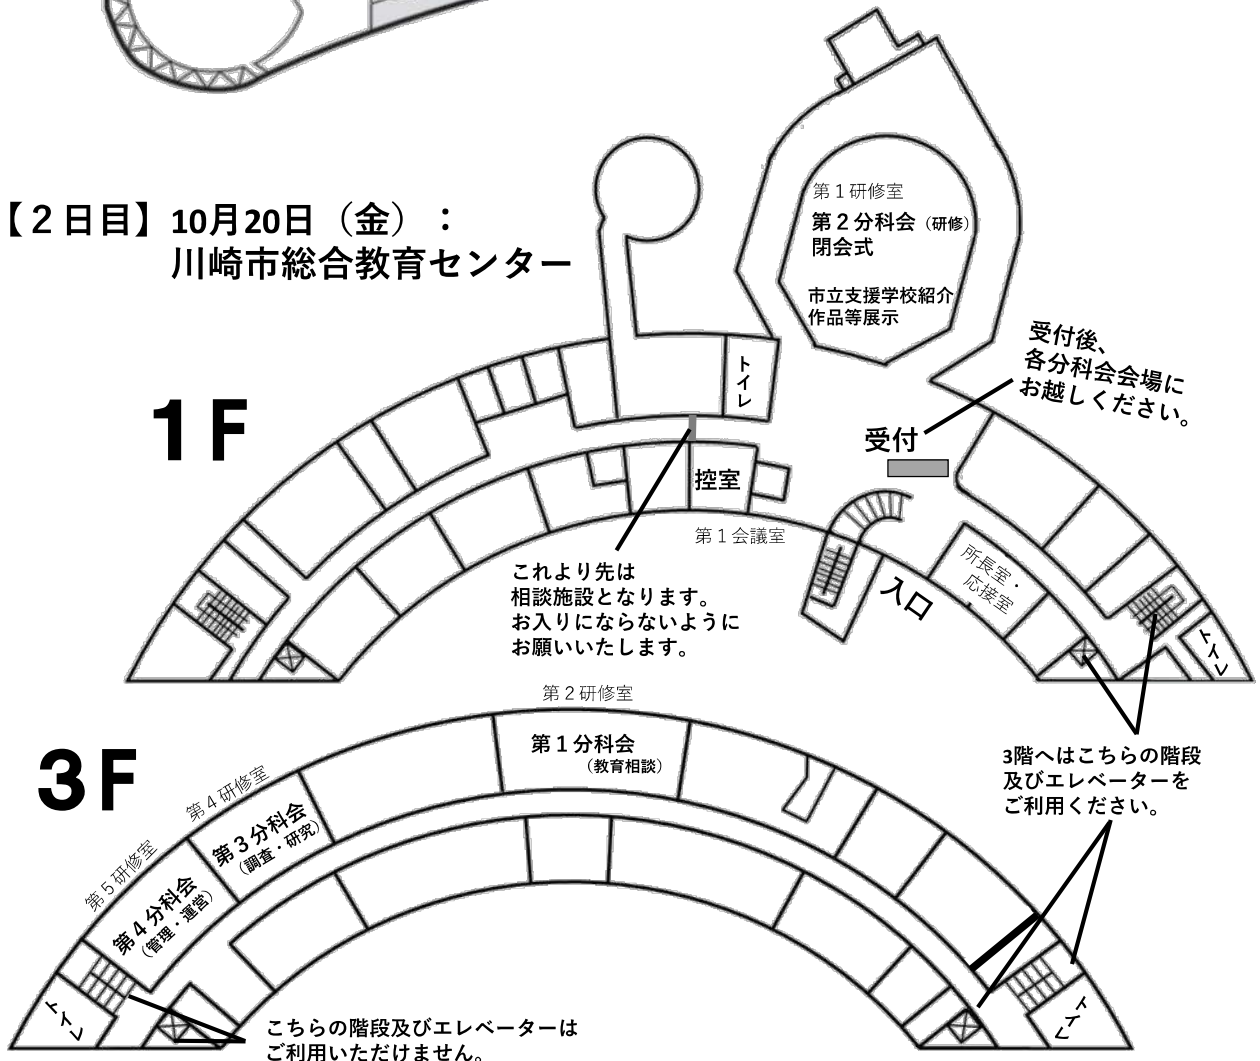 【２日目】10月20日（金）：
川崎市総合教育センター
1F
第１研修室
第２分科会（研修）
閉会式
市立支援学校紹介
作品等展示
受付後、
各分科会会場に
お越しください。
受付
トイレ
控室
第１会議室
これより先は
相談施設となります。
お入りにならないように
お願いいたします。
所長室・
応接室
入口
トイレ
3階へはこちらの階段
及びエレベーターを
ご利用ください。
3F
第２研修室
第１分科会
（教育相談）
第４研修室
第３分科会
（調査・研究）
第５研修室
第４分科会
（管理・運営）
トイレ
トイレ
こちらの階段及びエレベーターは
ご利用いただけません。